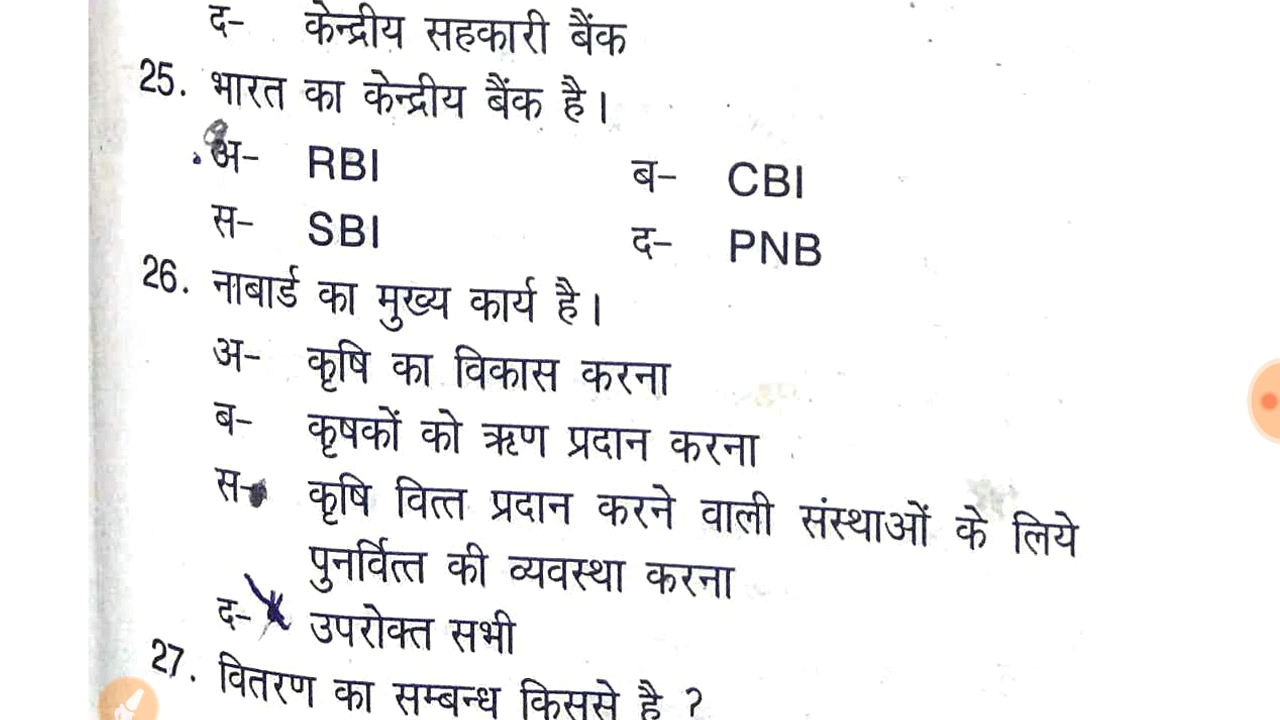 द- केन्द्रीय सहकारी बैंक
25. भारत का केन्द्रीय बैंक है।
अ- RBI ब- CBI
स- SBI द- PNB
26. नाबार्ड का मुख्य कार्य है।
अ- कृषि का विकास करना
ब- कृषकों को ऋण प्रदान करना
स- कृषि वित्त प्रदान करने वाली संस्थाओं के लिये
पुनर्वित्त की व्यवस्था करना
द- उपरोक्त सभी
27. वितरण का सम्बन्ध किससे है ?